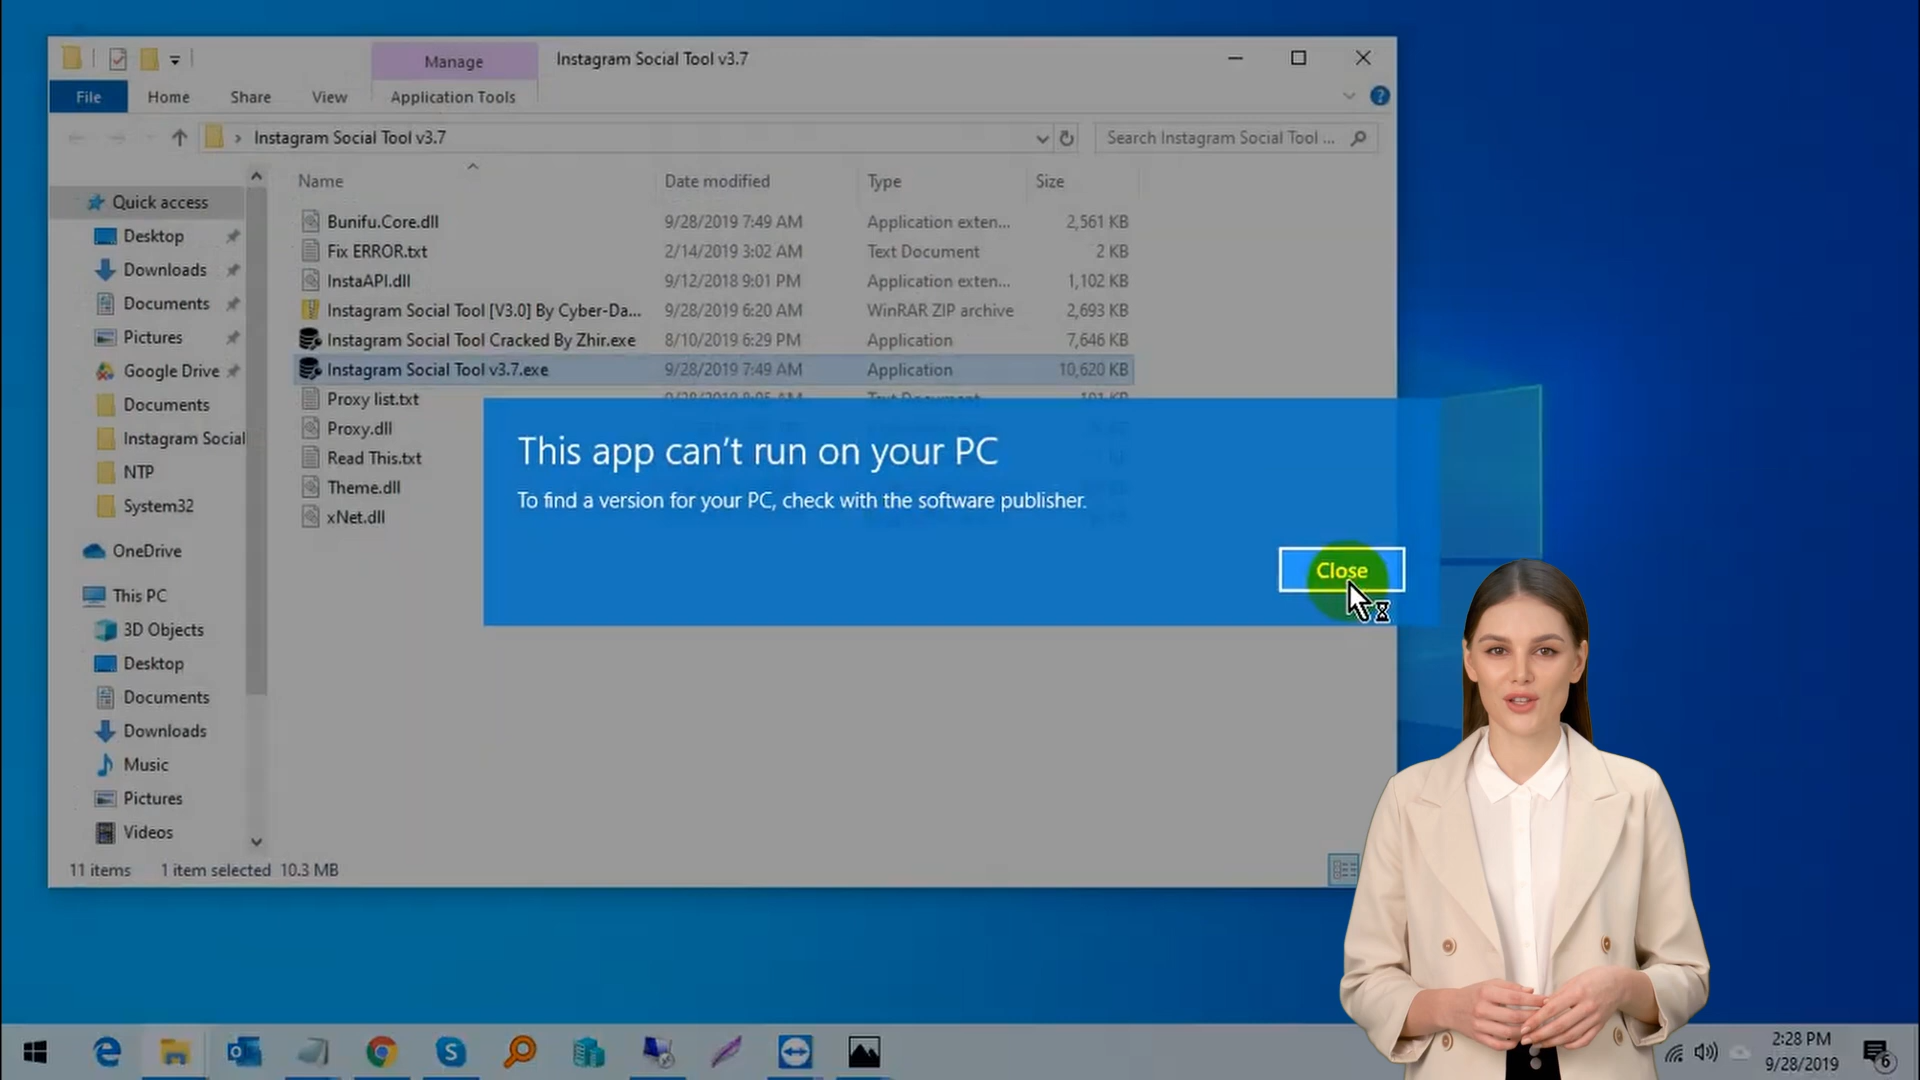 Manage
Instagram Social Tool v3.7
File
Home
Share
View
Application Tools
Instagram Social Tool v3.7
Search Instagram Social Tool ...
Name
Date modified
Type
Size
Bunifu.Core.dll 9/28/2019 7:49 AM Application exten... 2,561 KB
Fix ERROR.txt 2/14/2019 3:02 AM Text Document 2 KB
InstaAPI.dll 9/12/2018 9:01 PM Application exten... 1,102 KB
Instagram Social Tool [V3.0] By Cyber-Da... 9/28/2019 6:20 AM WinRAR ZIP archive 2,693 KB
Instagram Social Tool Cracked By Zhir.exe 8/10/2019 6:29 PM Application 7,646 KB
Instagram Social Tool v3.7.exe 9/28/2019 7:49 AM Application 10,620 KB
Proxy list.txt
Proxy.dll
Read This.txt
Theme.dll
xNet.dll
Quick access
Desktop
Downloads
Documents
Pictures
Google Drive
Documents
Instagram Social
NTP
System32
OneDrive
This PC
3D Objects
Desktop
Documents
Downloads
Music
Pictures
Videos
11 items 1 item selected 10.3 MB
This app can't run on your PC
To find a version for your PC, check with the software publisher.
Close
2:28 PM
9/28/2019
6